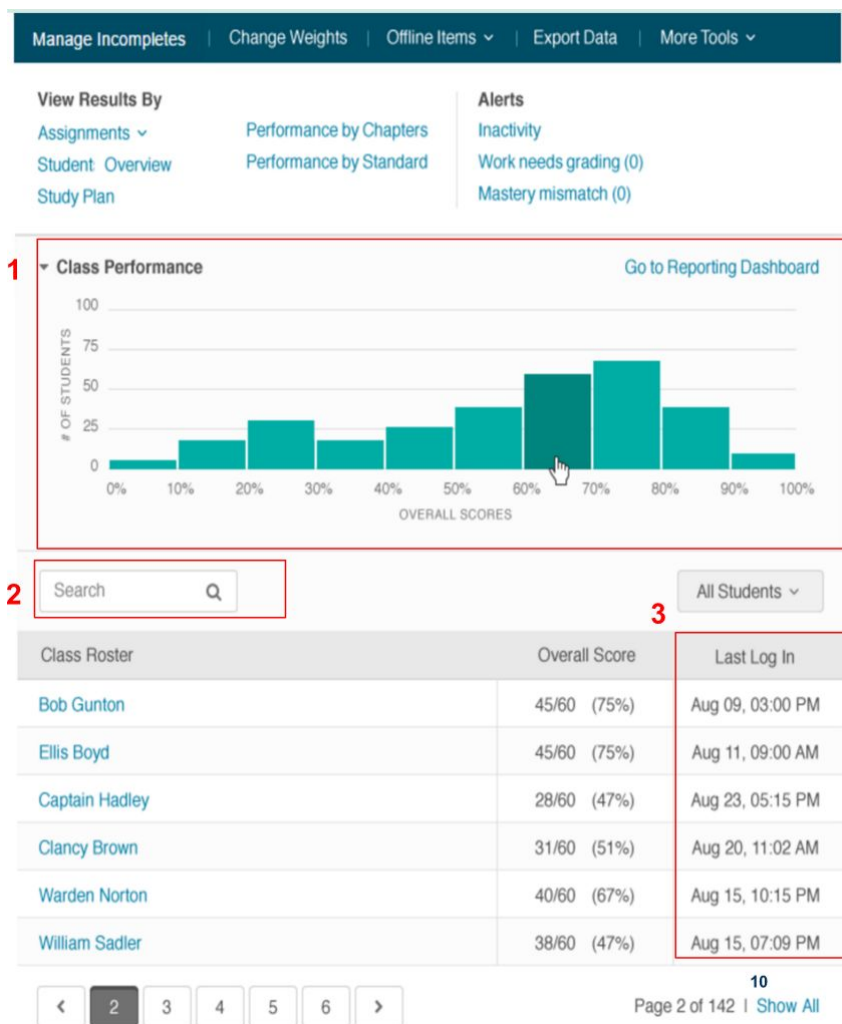 Manage Incompletes | Change Weights | Offline Items | Export Data | More Tools
View Results By
Assignments
Student Overview
Study Plan
Performance by Chapters
Performance by Standard
Alerts
Inactivity
Work needs grading (0)
Mastery mismatch (0)
1
Class Performance
Go to Reporting Dashboard
# OF STUDENTS
100
75
50
25
0
0% 10% 20% 30% 40% 50% 60% 70% 80% 90% 100%
OVERALL SCORES
2
Search
All Students
3
Class Roster Overall Score Last Log In
Bob Gunton 45/60 (75%) Aug 09, 03:00 PM
Ellis Boyd 45/60 (75%) Aug 11, 09:00 AM
Captain Hadley 28/60 (47%) Aug 23, 05:15 PM
Clancy Brown 31/60 (51%) Aug 20, 11:02 AM
Warden Norton 40/60 (67%) Aug 15, 10:15 PM
William Sadler 38/60 (47%) Aug 15, 07:09 PM
10
< 2 3 4 5 6 > Page 2 of 142 | Show All